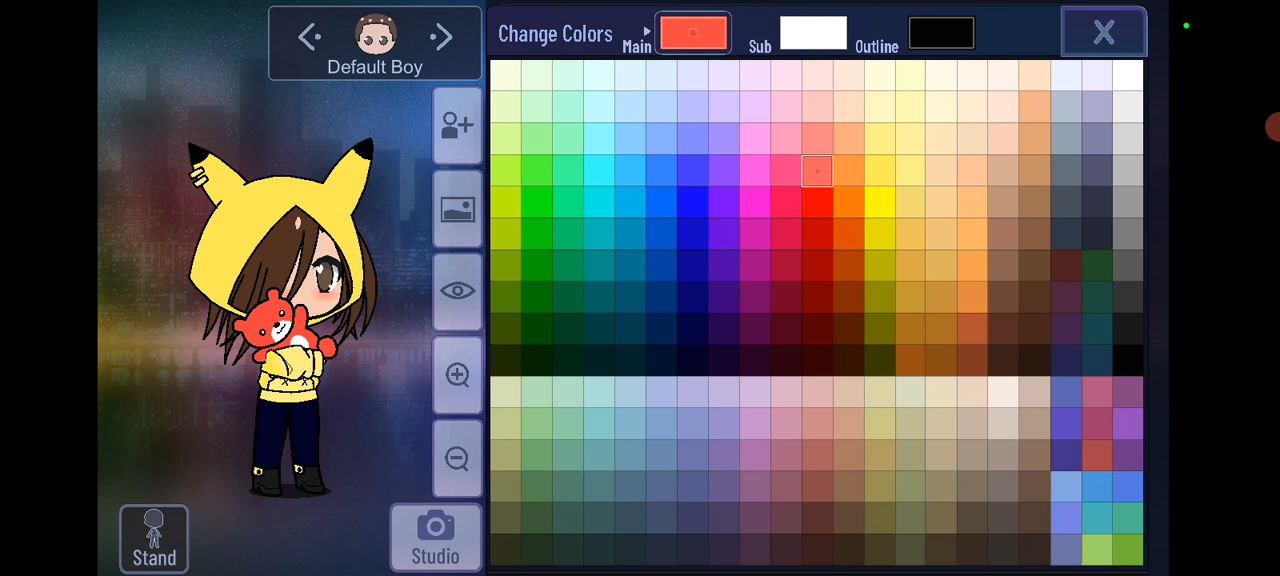 Default Boy
Change Colors
Main
Sub
Outline
X
Stand
Studio